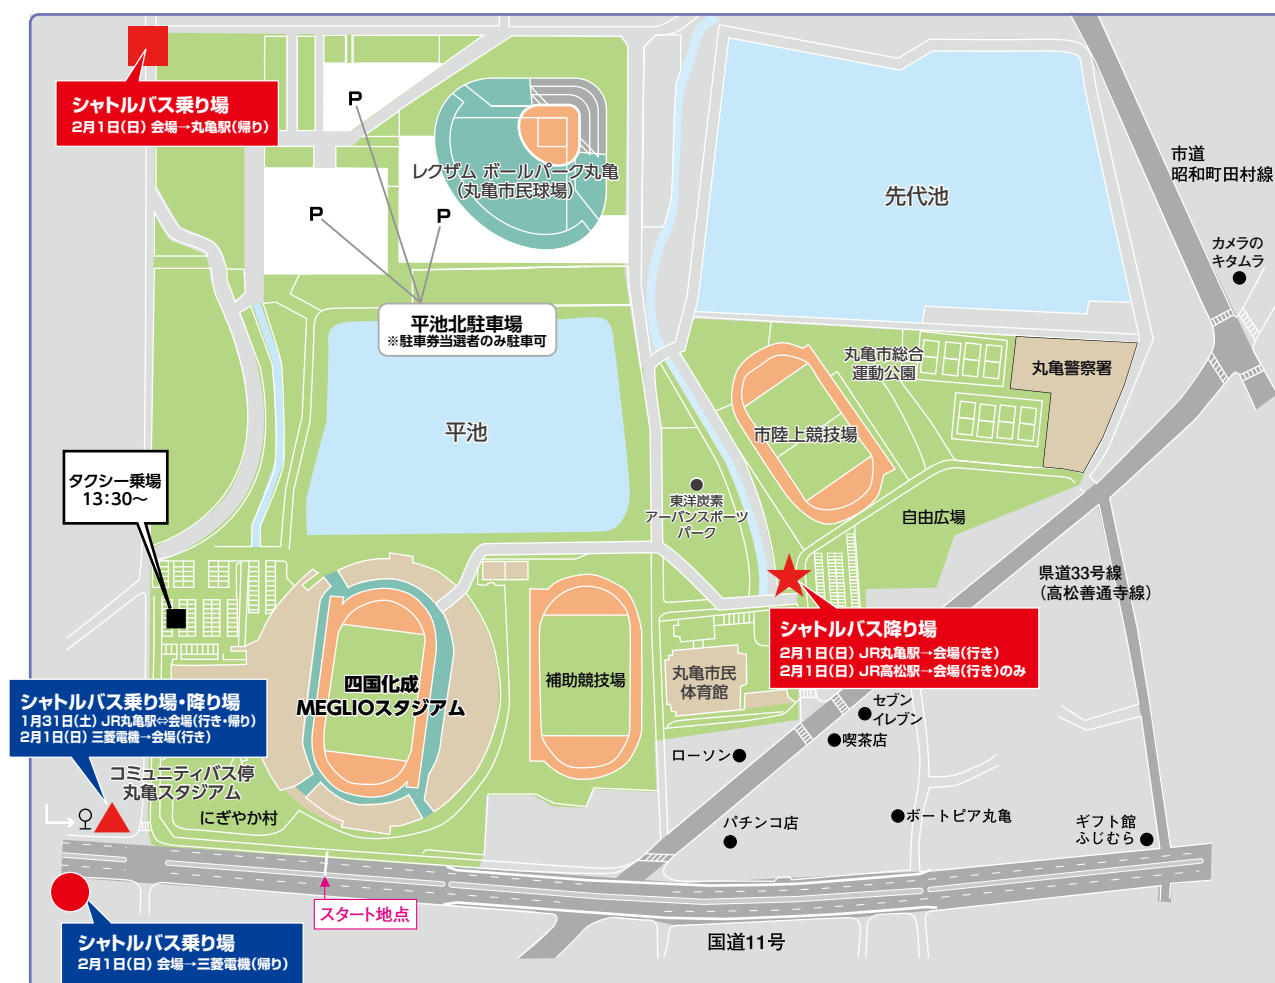 シャトルバス乗り場
2月1日(日) 会場→丸亀駅(帰り)
P
P
P
レクザム ボールパーク丸亀
(丸亀市民球場)
先代池
市道
昭和町田村線
カメラの
キタムラ
平池北駐車場
※駐車券当選者のみ駐車可
丸亀市総合
運動公園
丸亀警察署
平池
市陸上競技場
タクシー乗場
13:30〜
東洋炭素
アーバンスポーツ
パーク
自由広場
県道33号線
(高松善通寺線)
シャトルバス降り場
2月1日(日) JR丸亀駅→会場(行き)
2月1日(日) JR高松駅→会場(行き)のみ
四国化成
MEGLIOスタジアム
補助競技場
丸亀市民
体育館
シャトルバス乗り場・降り場
1月31日(土) JR丸亀駅⇔会場(行き・帰り)
2月1日(日) 三菱電機→会場(行き)
セブン
イレブン
喫茶店
ローソン
コミュニティバス停
丸亀スタジアム
にぎやか村
パチンコ店
ボートピア丸亀
ギフト館
ふじむら
スタート地点
国道11号
シャトルバス乗り場
2月1日(日) 会場→三菱電機(帰り)